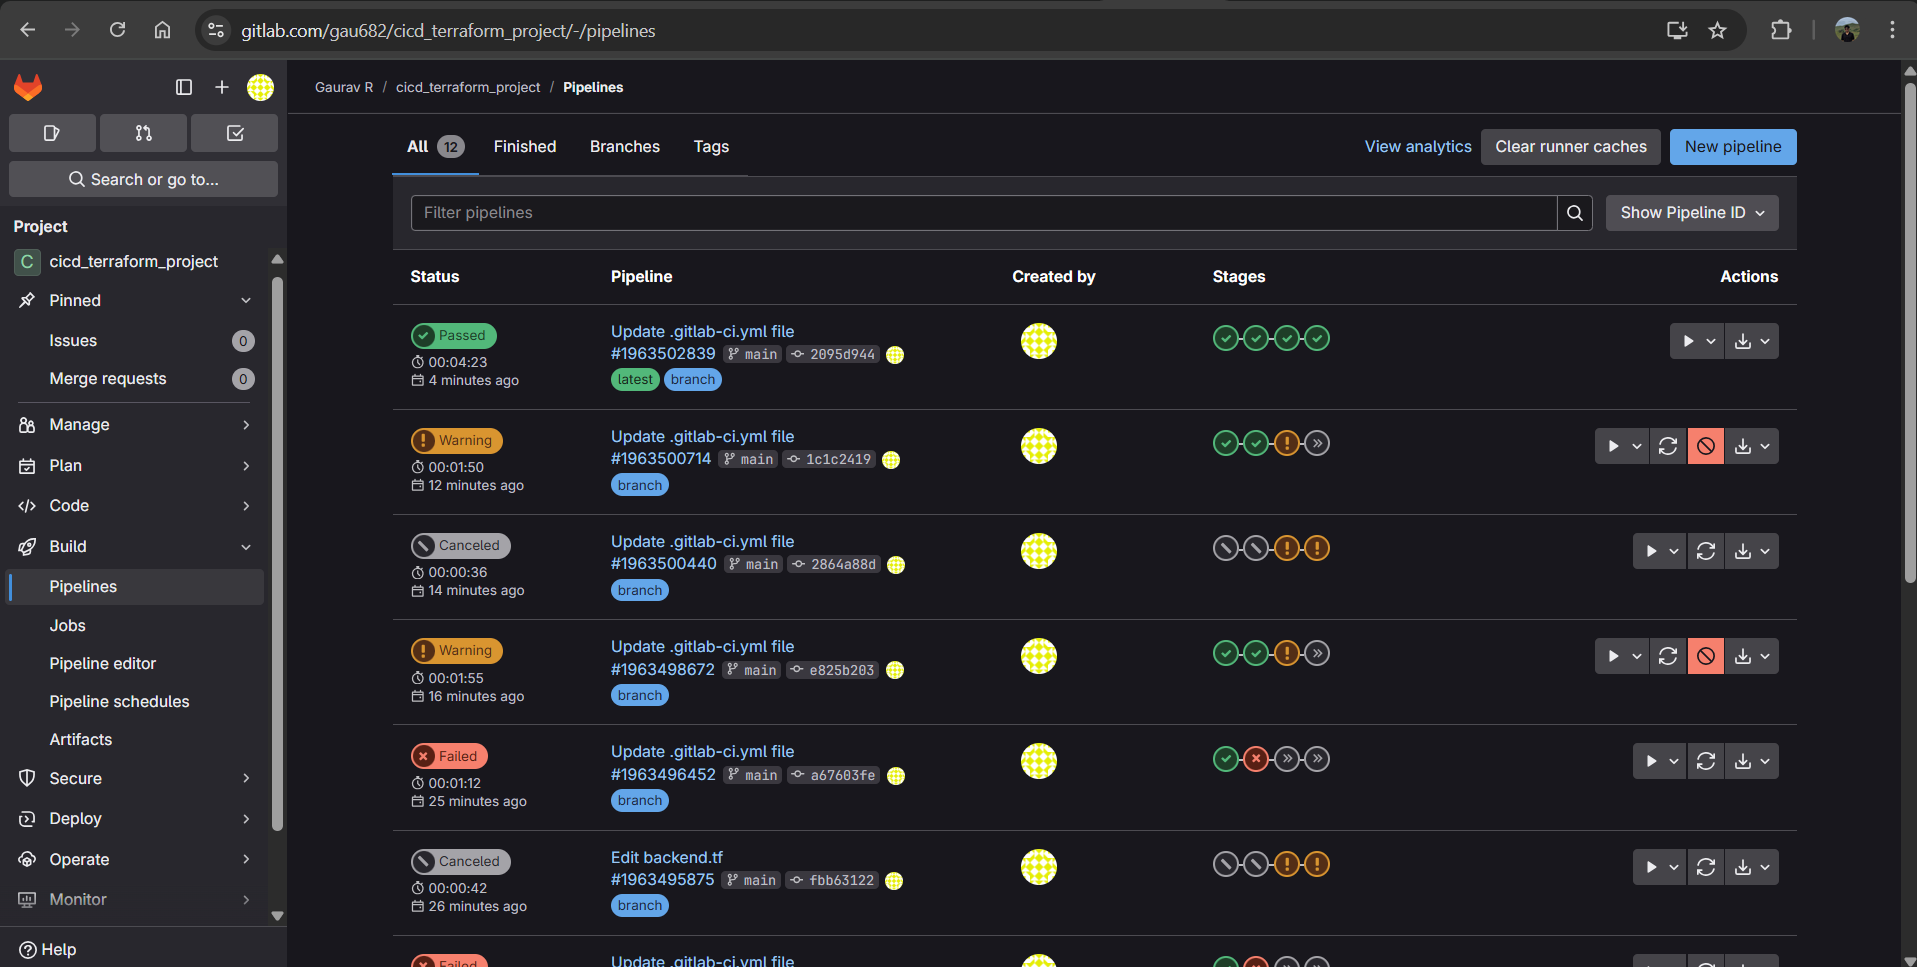 gitlab.com/gau682/cicd_terraform_project/-/pipelines
Gaurav R / cicd_terraform_project / Pipelines
Search or go to...
Project
C cicd_terraform_project
Pinned
Issues 0
Merge requests 0
Manage
Plan
Code
Build
Pipelines
Jobs
Pipeline editor
Pipeline schedules
Artifacts
Secure
Deploy
Operate
Monitor
Help
All 12 Finished Branches Tags
View analytics Clear runner caches New pipeline
Filter pipelines Show Pipeline ID
Status Pipeline Created by Stages Actions
Passed Update .gitlab-ci.yml file
00:04:23 #1963502839 main 2095d944
4 minutes ago latest branch
Warning Update .gitlab-ci.yml file
00:01:50 #1963500714 main 1c1c2419
12 minutes ago branch
Canceled Update .gitlab-ci.yml file
00:00:36 #1963500440 main 2864a88d
14 minutes ago branch
Warning Update .gitlab-ci.yml file
00:01:55 #1963498672 main e825b203
16 minutes ago branch
Failed Update .gitlab-ci.yml file
00:01:12 #1963496452 main a67603fe
25 minutes ago branch
Canceled Edit backend.tf
00:00:42 #1963495875 main fbb63122
26 minutes ago branch
Failed Update .gitlab-ci.yml file